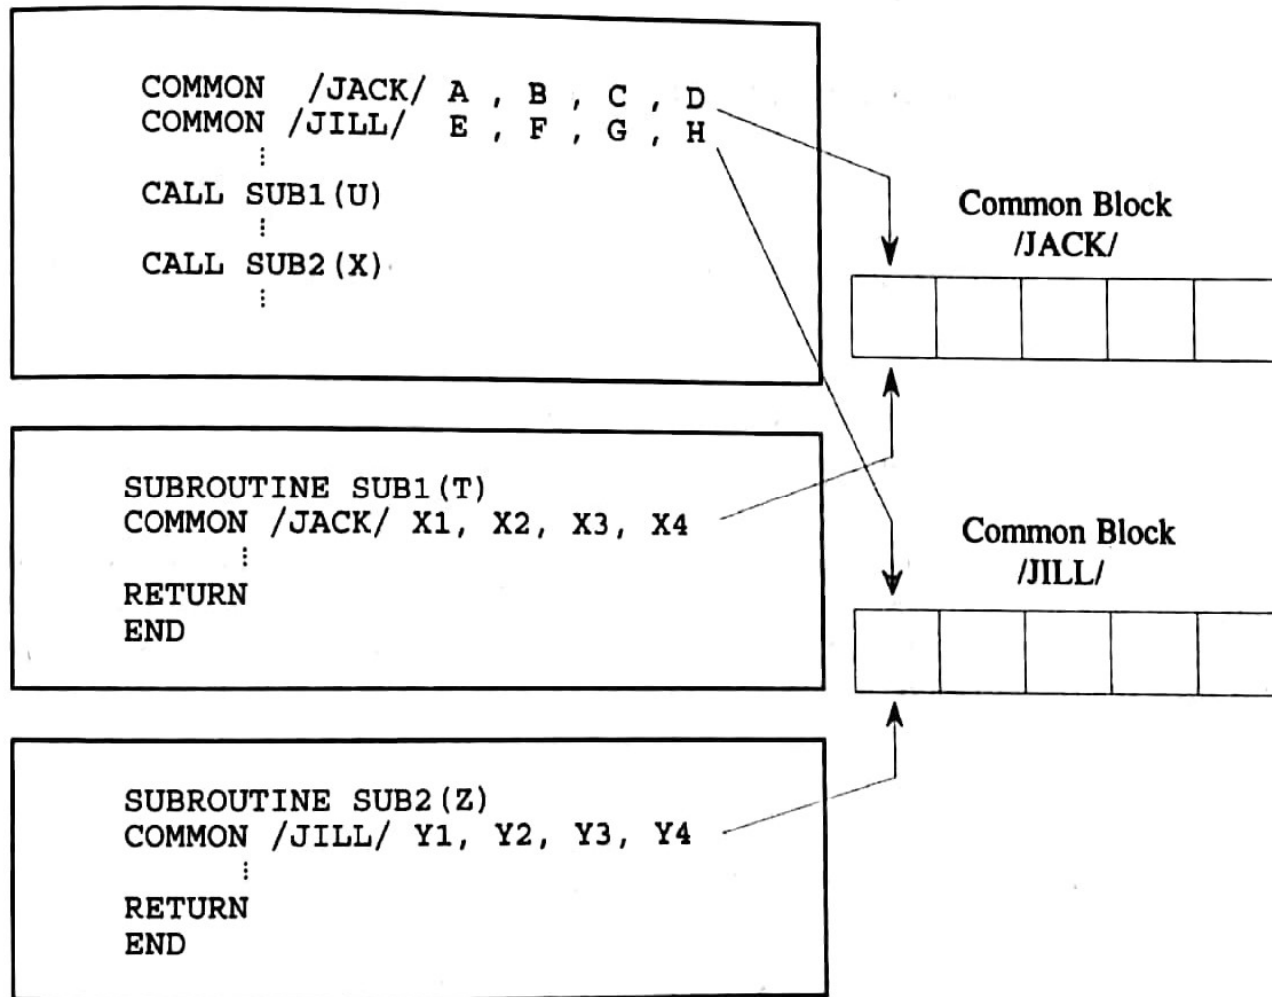 COMMON /JACK/ A , B , C , D
COMMON /JILL/ E , F , G , H
⋮
CALL SUB1(U)
⋮
CALL SUB2(X)
⋮
Common Block
/JACK/
SUBROUTINE SUB1(T)
COMMON /JACK/ X1, X2, X3, X4
⋮
RETURN
END
Common Block
/JILL/
SUBROUTINE SUB2(Z)
COMMON /JILL/ Y1, Y2, Y3, Y4
⋮
RETURN
END